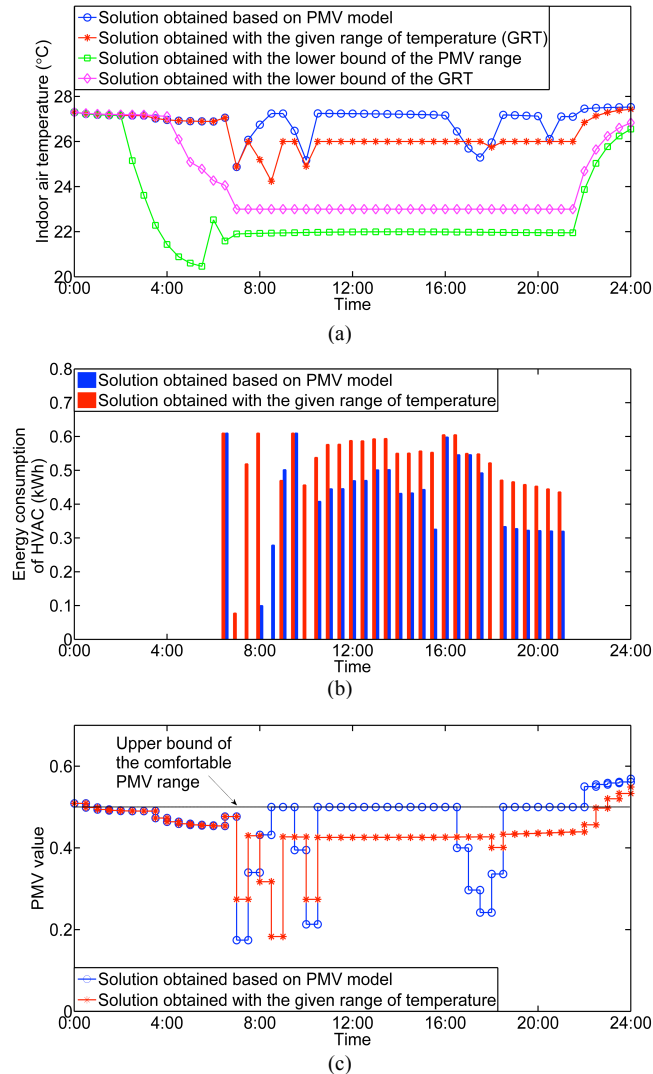 Solution obtained based on PMV model
Solution obtained with the given range of temperature (GRT)
Solution obtained with the lower bound of the PMV range
Solution obtained with the lower bound of the GRT
28
26
24
22
20
Indoor air temperature (°C)
0:00 4:00 8:00 12:00 16:00 20:00 24:00
Time
(a)
Solution obtained based on PMV model
Solution obtained with the given range of temperature
0.8
0.7
0.6
0.5
0.4
0.3
0.2
0.1
0
Energy consumption
of HVAC (kWh)
0:00 4:00 8:00 12:00 16:00 20:00 24:00
Time
(b)
Upper bound of
the comfortable
PMV range
0.6
0.4
0.2
0
PMV value
Solution obtained based on PMV model
Solution obtained with the given range of temperature
0:00 4:00 8:00 12:00 16:00 20:00 24:00
Time
(c)